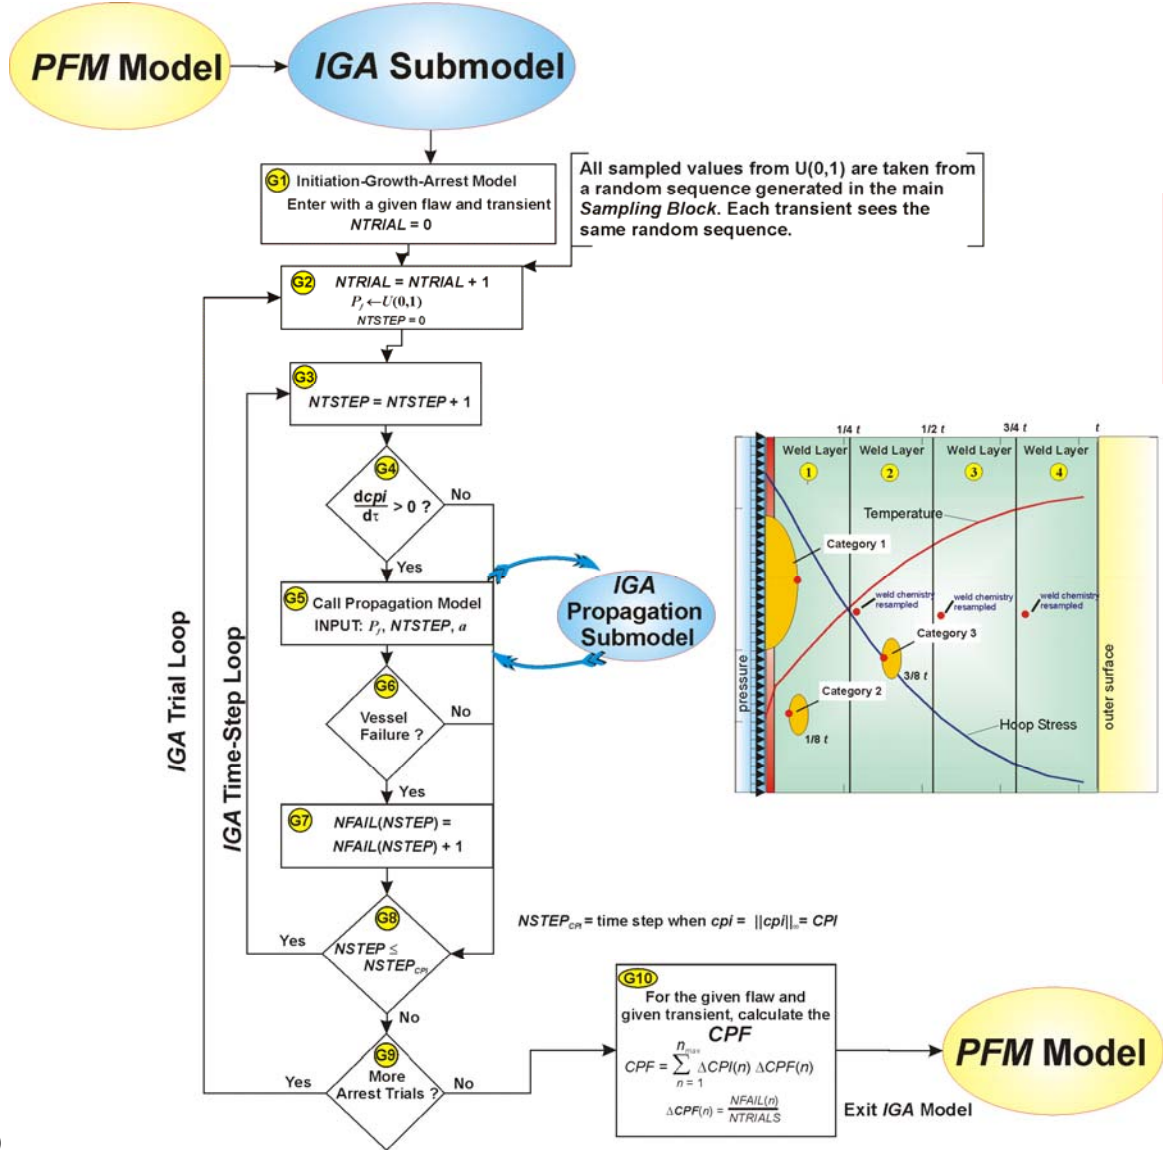 PFM Model
IGA Submodel
G1 Initiation-Growth-Arrest Model
Enter with a given flaw and transient
NTRIAL = 0
All sampled values from U(0,1) are taken from
a random sequence generated in the main
Sampling Block. Each transient sees the
same random sequence.
G2 NTRIAL = NTRIAL + 1
P_f ← U(0,1)
NTSTEP = 0
G3
NTSTEP = NTSTEP + 1
G4
dcpi
dτ
> 0 ?
No
Yes
G5 Call Propagation Model
INPUT: P_f, NTSTEP, a
IGA
Propagation
Submodel
G6
Vessel
Failure ?
No
Yes
G7 NFAIL(NSTEP) =
NFAIL(NSTEP) + 1
G8
NSTEP ≤
NSTEP_CPI
Yes
No
G9
More
Arrest Trials ?
Yes
No
IGA Trial Loop
IGA Time-Step Loop
NSTEP_CPI = time step when cpi = ||cpi||_∞ = CPI
G10
For the given flaw and
given transient, calculate the
CPF
CPF = ∑ ΔCPI(n) ΔCPF(n)
n_max
n = 1
ΔCPF(n) = NFAIL(n)
NTRIALS
PFM Model
Exit IGA Model
1/4 t 1/2 t 3/4 t t
Weld Layer Weld Layer Weld Layer Weld Layer
1 2 3 4
Temperature
Category 1
weld chemistry
resampled
weld chemistry
resampled
weld chemistry
resampled
Category 3
3/8 t
Category 2
1/8 t
Hoop Stress
pressure
outer surface
)